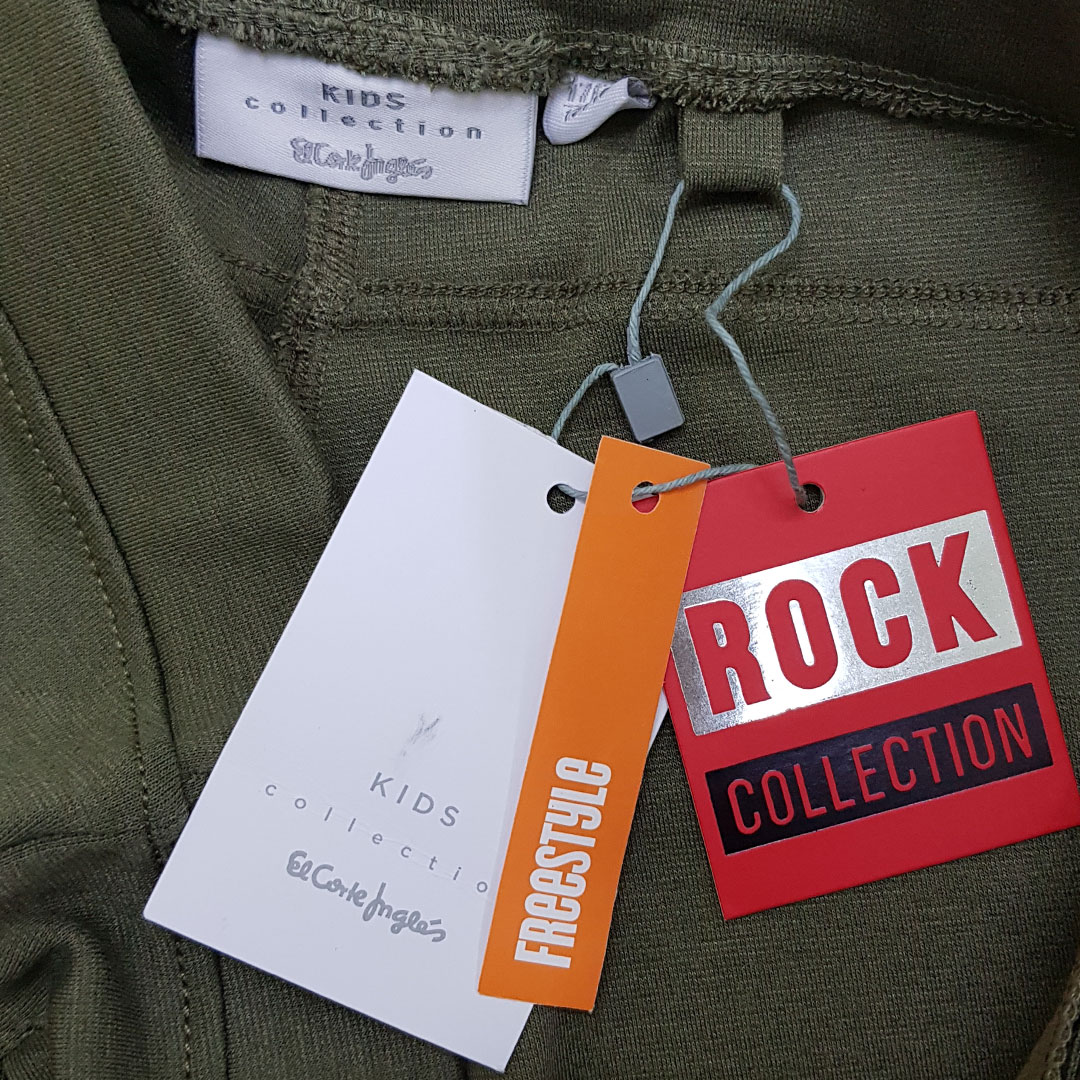 KIDS
collection
El Corte Inglés
ROCK
COLLECTION
FREESTYLE
KIDS
collectio
El Corte Inglés